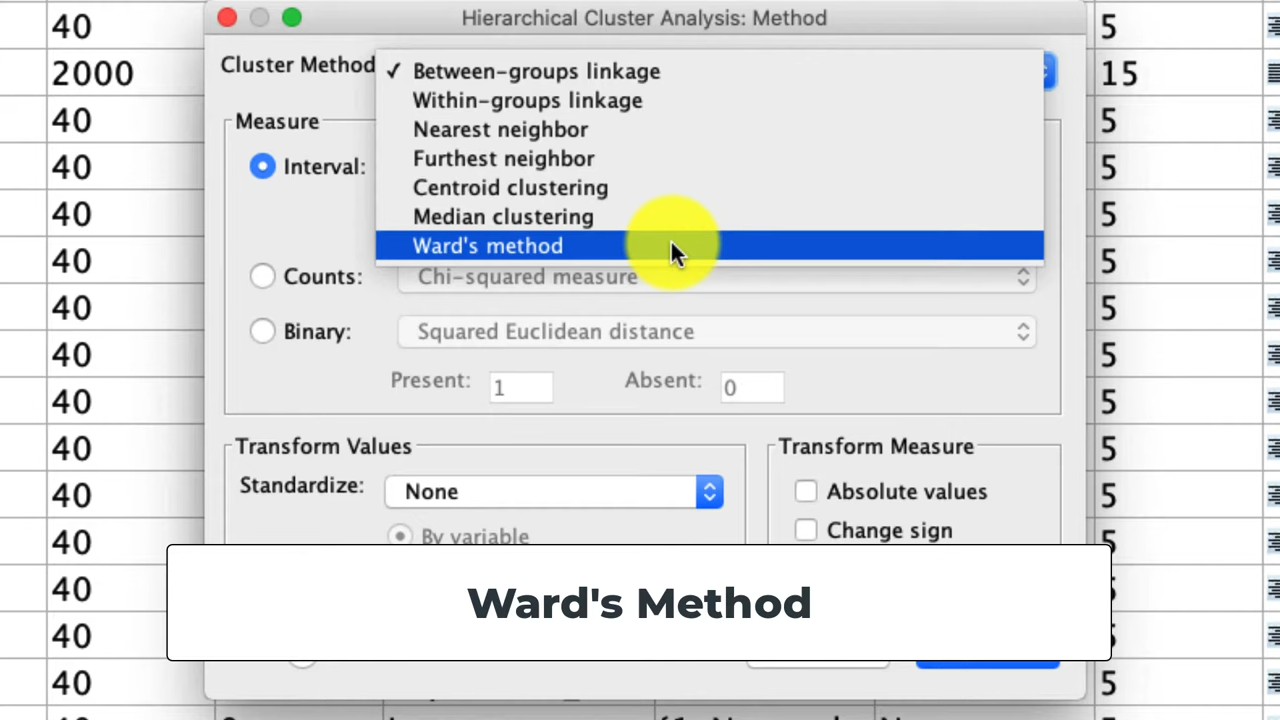 Hierarchical Cluster Analysis: Method
40 5
Cluster Method ✓ Between-groups linkage
2000 15
Within-groups linkage
Measure
40 5
Nearest neighbor
Interval: Furthest neighbor
40 5
Centroid clustering
40 5
Median clustering
Ward's method
40 5
Counts: Chi-squared measure
40 5
Binary: Squared Euclidean distance
40 5
Present: 1 Absent: 0
40 5
Transform Values Transform Measure
40 5
Standardize: None Absolute values
40 5
By variable Change sign
40 5
40
Ward's Method
40
40 5